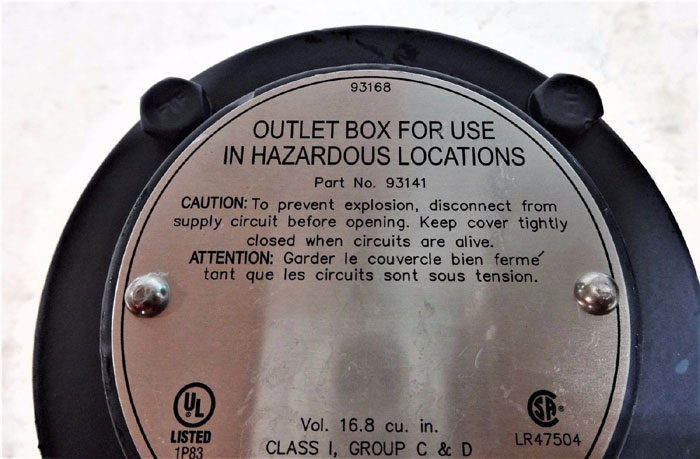 93168
OUTLET BOX FOR USE
IN HAZARDOUS LOCATIONS
Part No. 93141
CAUTION: To prevent explosion, disconnect from
supply circuit before opening. Keep cover tightly
closed when circuits are alive.
ATTENTION: Garder le couvercle bien fermé
tant que les circuits sont sous tension.
UL
LISTED
1P83
Vol. 16.8 cu. in.
CLASS I, GROUP C & D
SA
LR47504